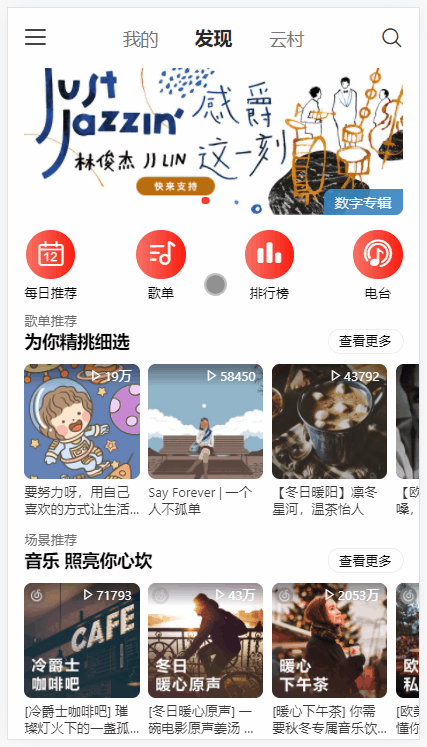 我的 发现 云村
Just
Jazzin'
感爵
这一刻
林俊杰 JJ LIN
快来支持
数字专辑
12
每日推荐 歌单 排行榜 电台
歌单推荐
为你精挑细选 查看更多
19万 58450 43792
要努力呀，用自己
喜欢的方式让生活...
Say Forever | 一个
人不孤单
【冬日暖阳】凛冬
星河，温茶怡人
【欧
嗓，
场景推荐
音乐 照亮你心坎 查看更多
71793 43万 2053万
CAFE
冷爵士
咖啡吧
冬日
暖心原声
暖心
下午茶
欧
私
[冷爵士咖啡吧] 璀
璨灯火下的一盏孤...
[冬日暖心原声] 一
碗电影原声姜汤 ...
[暖心下午茶] 你需
要秋冬专属音乐饮...
[欧美
懂你